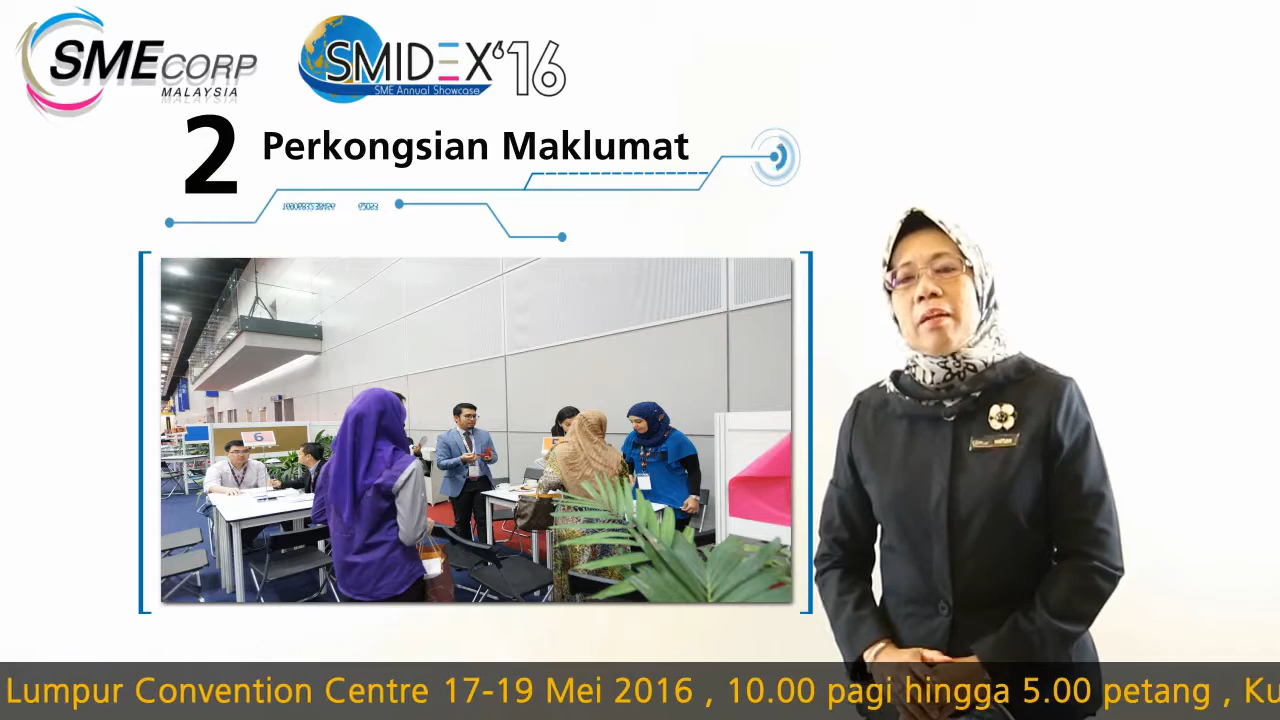 SME CORP
MALAYSIA
SMIDEX'16
SME Annual Showcase
2 Perkongsian Maklumat
6
Lumpur Convention Centre 17-19 Mei 2016 , 10.00 pagi hingga 5.00 petang , Ku